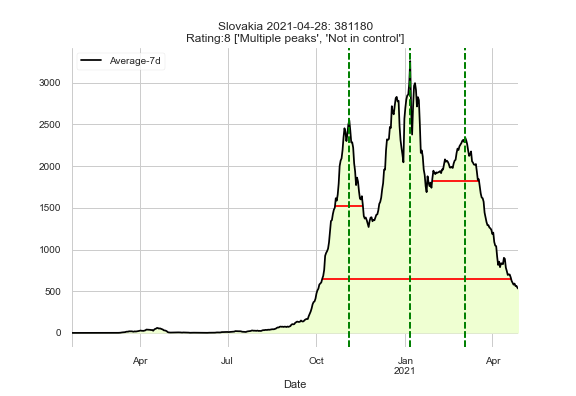 Slovakia 2021-04-28: 381180
Rating:8 ['Multiple peaks', 'Not in control']
Average-7d
3000
2500
2000
1500
1000
500
0
Apr
Jul
Oct
Jan
2021
Apr
Date